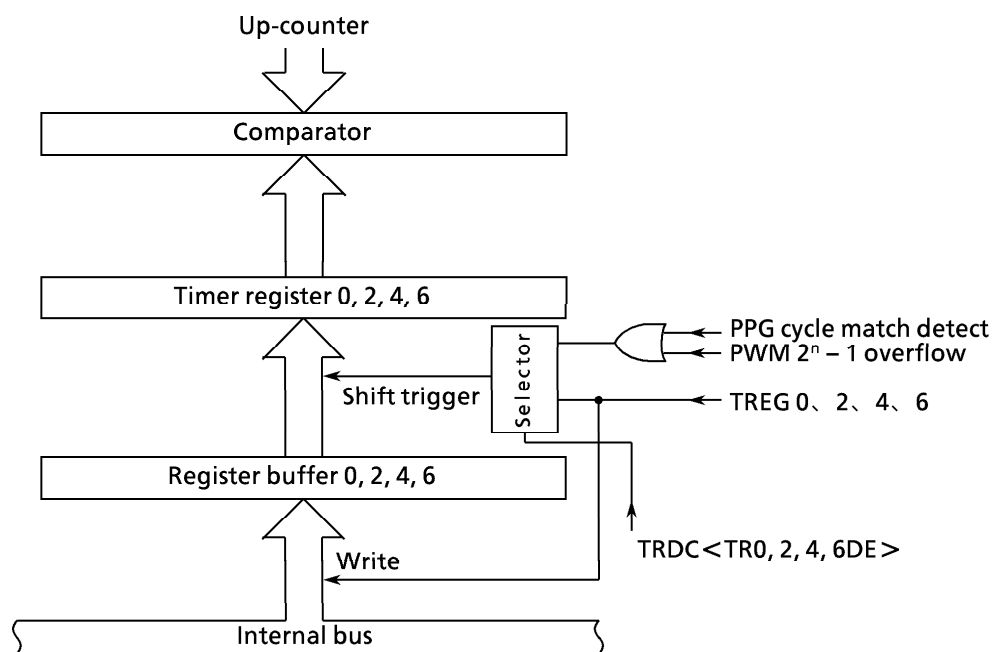 Up-counter
Comparator
Timer register 0, 2, 4, 6
PPG cycle match detect
PWM 2ⁿ – 1 overflow
Selector
Shift trigger
TREG 0、2、4、6
Register buffer 0, 2, 4, 6
TRDC<TR0, 2, 4, 6DE>
Write
Internal bus